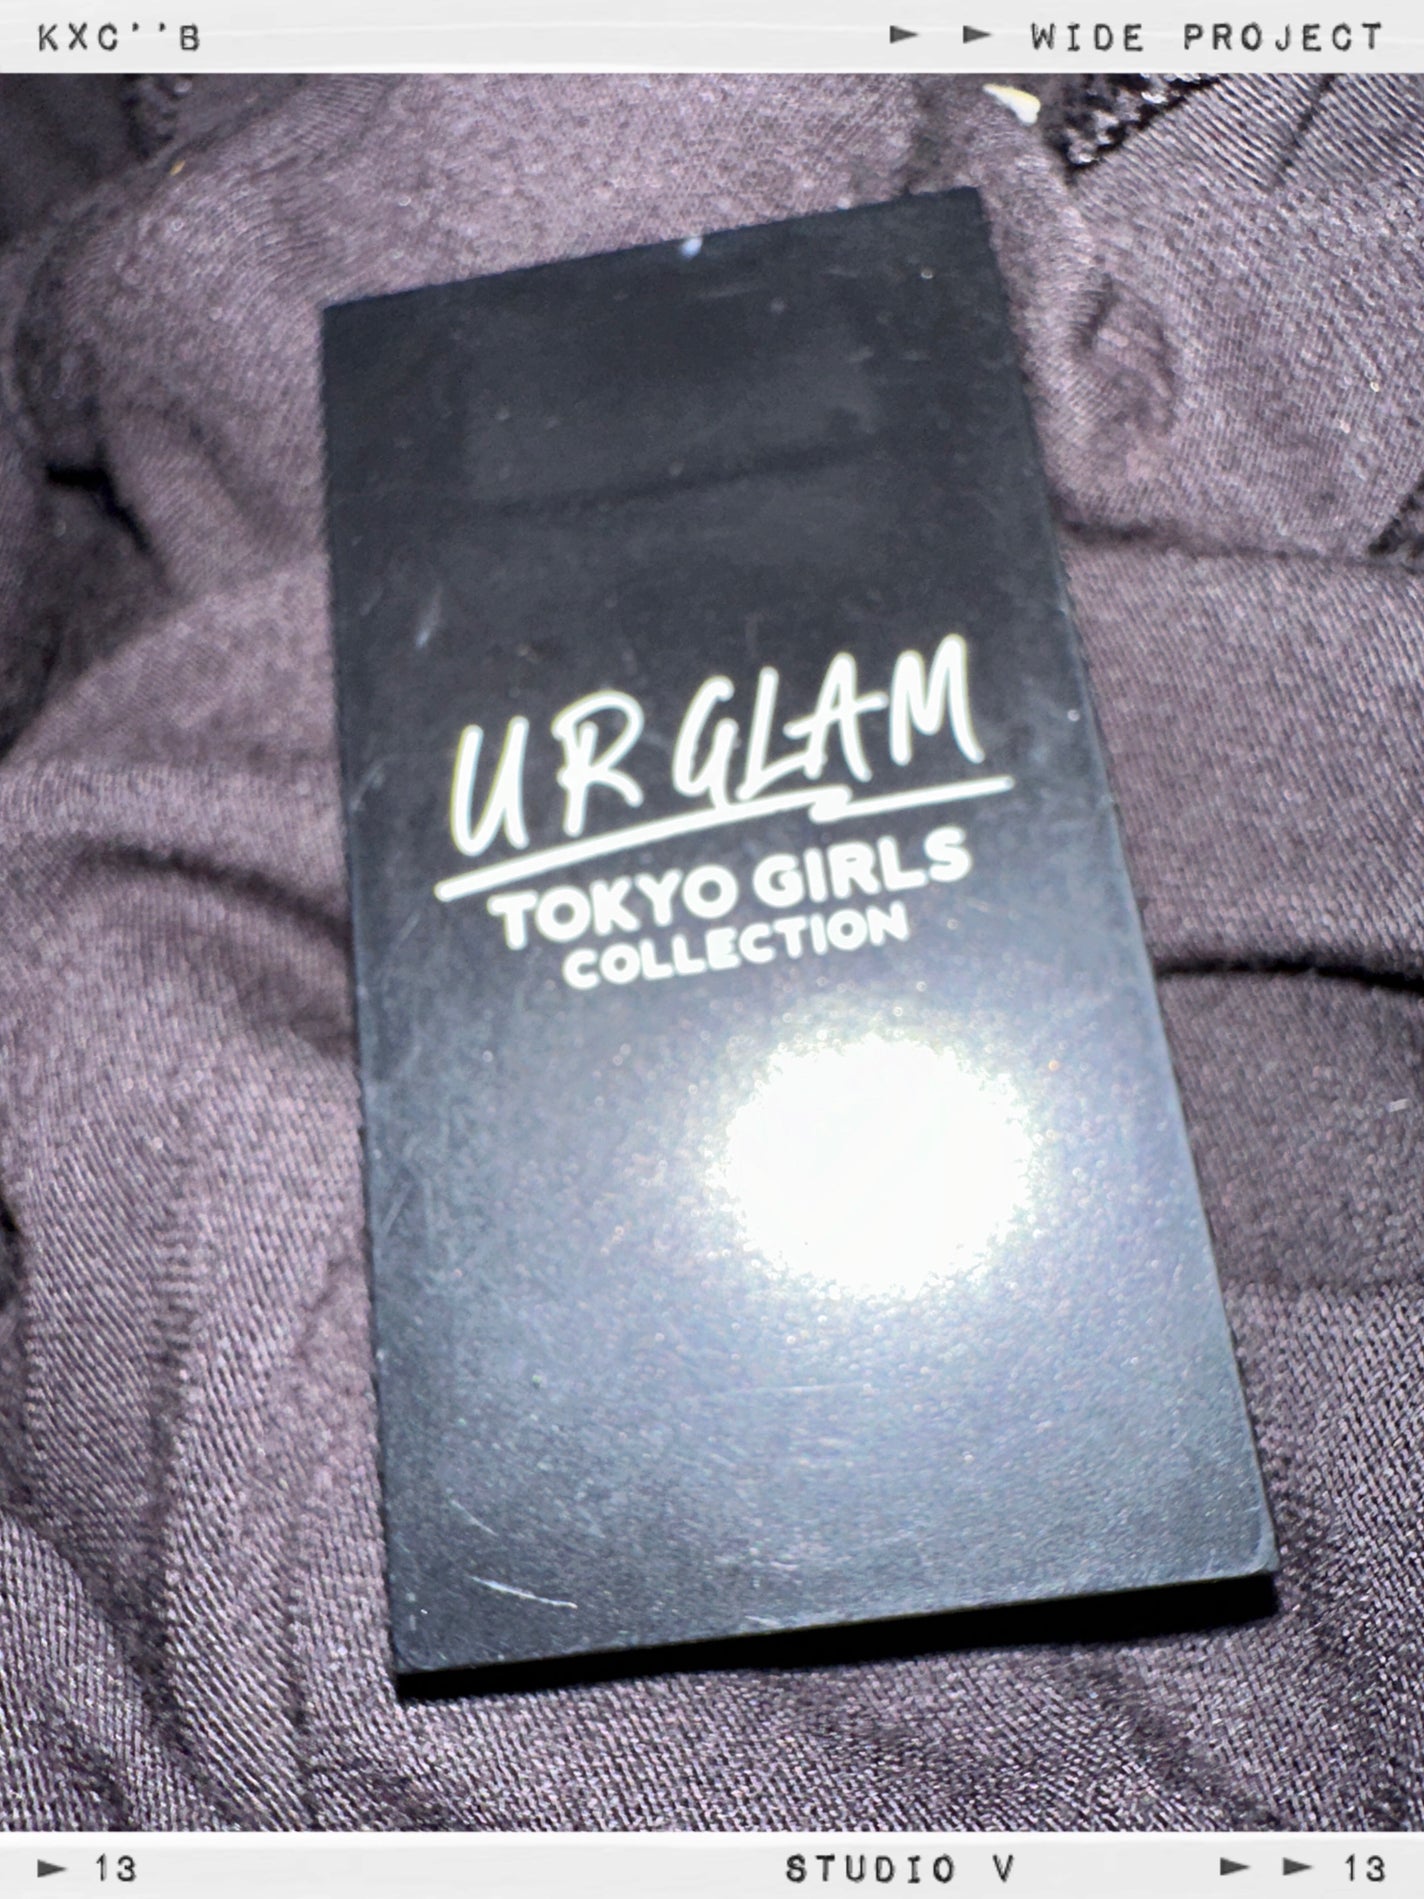 KXC''B ► ► WIDE PROJECT
UR GLAM
TOKYO GIRLS
COLLECTION
► 13 STUDIO V ► ► 13